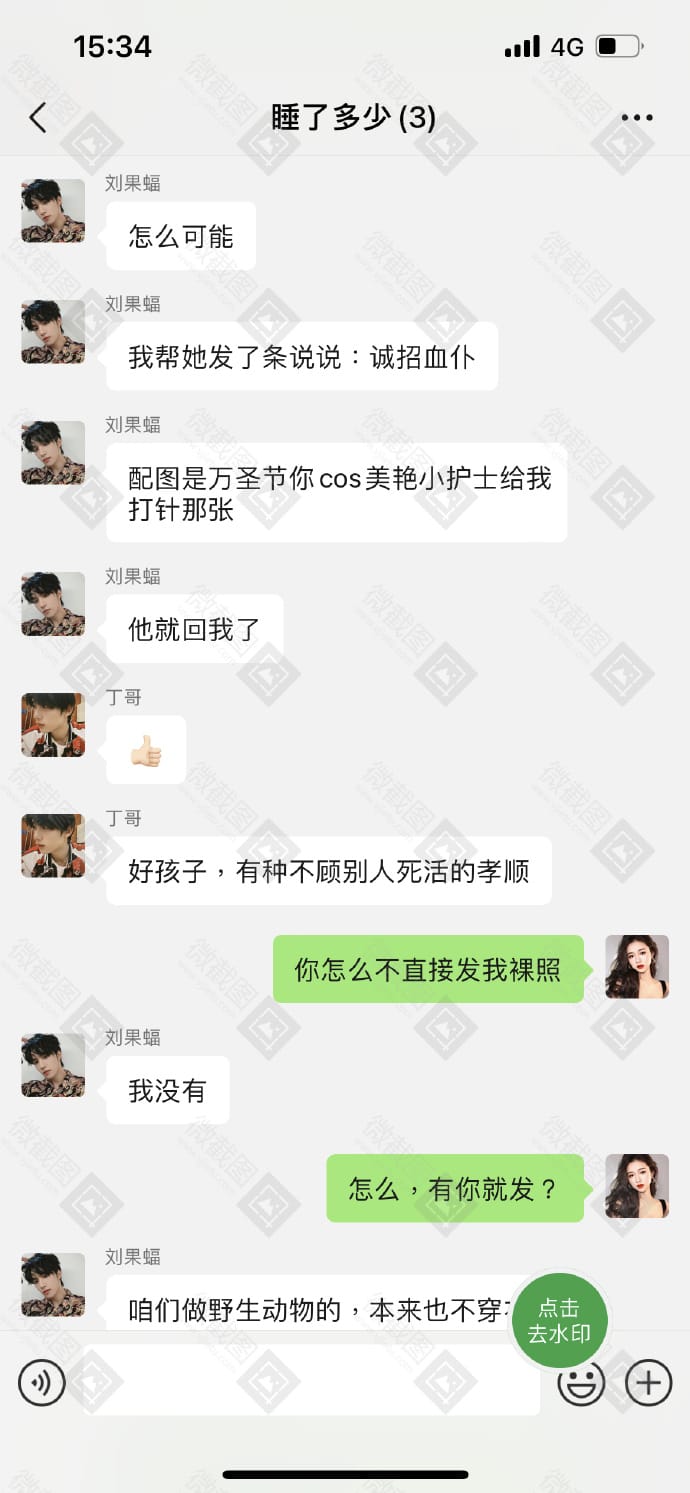 15:34
4G
睡了多少(3)
刘果蝠
怎么可能
刘果蝠
我帮她发了条说说：诚招血仆
刘果蝠
配图是万圣节你cos美艳小护士给我
打针那张
刘果蝠
他就回我了
丁哥
👍🏻
丁哥
好孩子，有种不顾别人死活的孝顺
你怎么不直接发我裸照
刘果蝠
我没有
怎么，有你就发？
刘果蝠
咱们做野生动物的，本来也不穿
点击
去水印
微截图